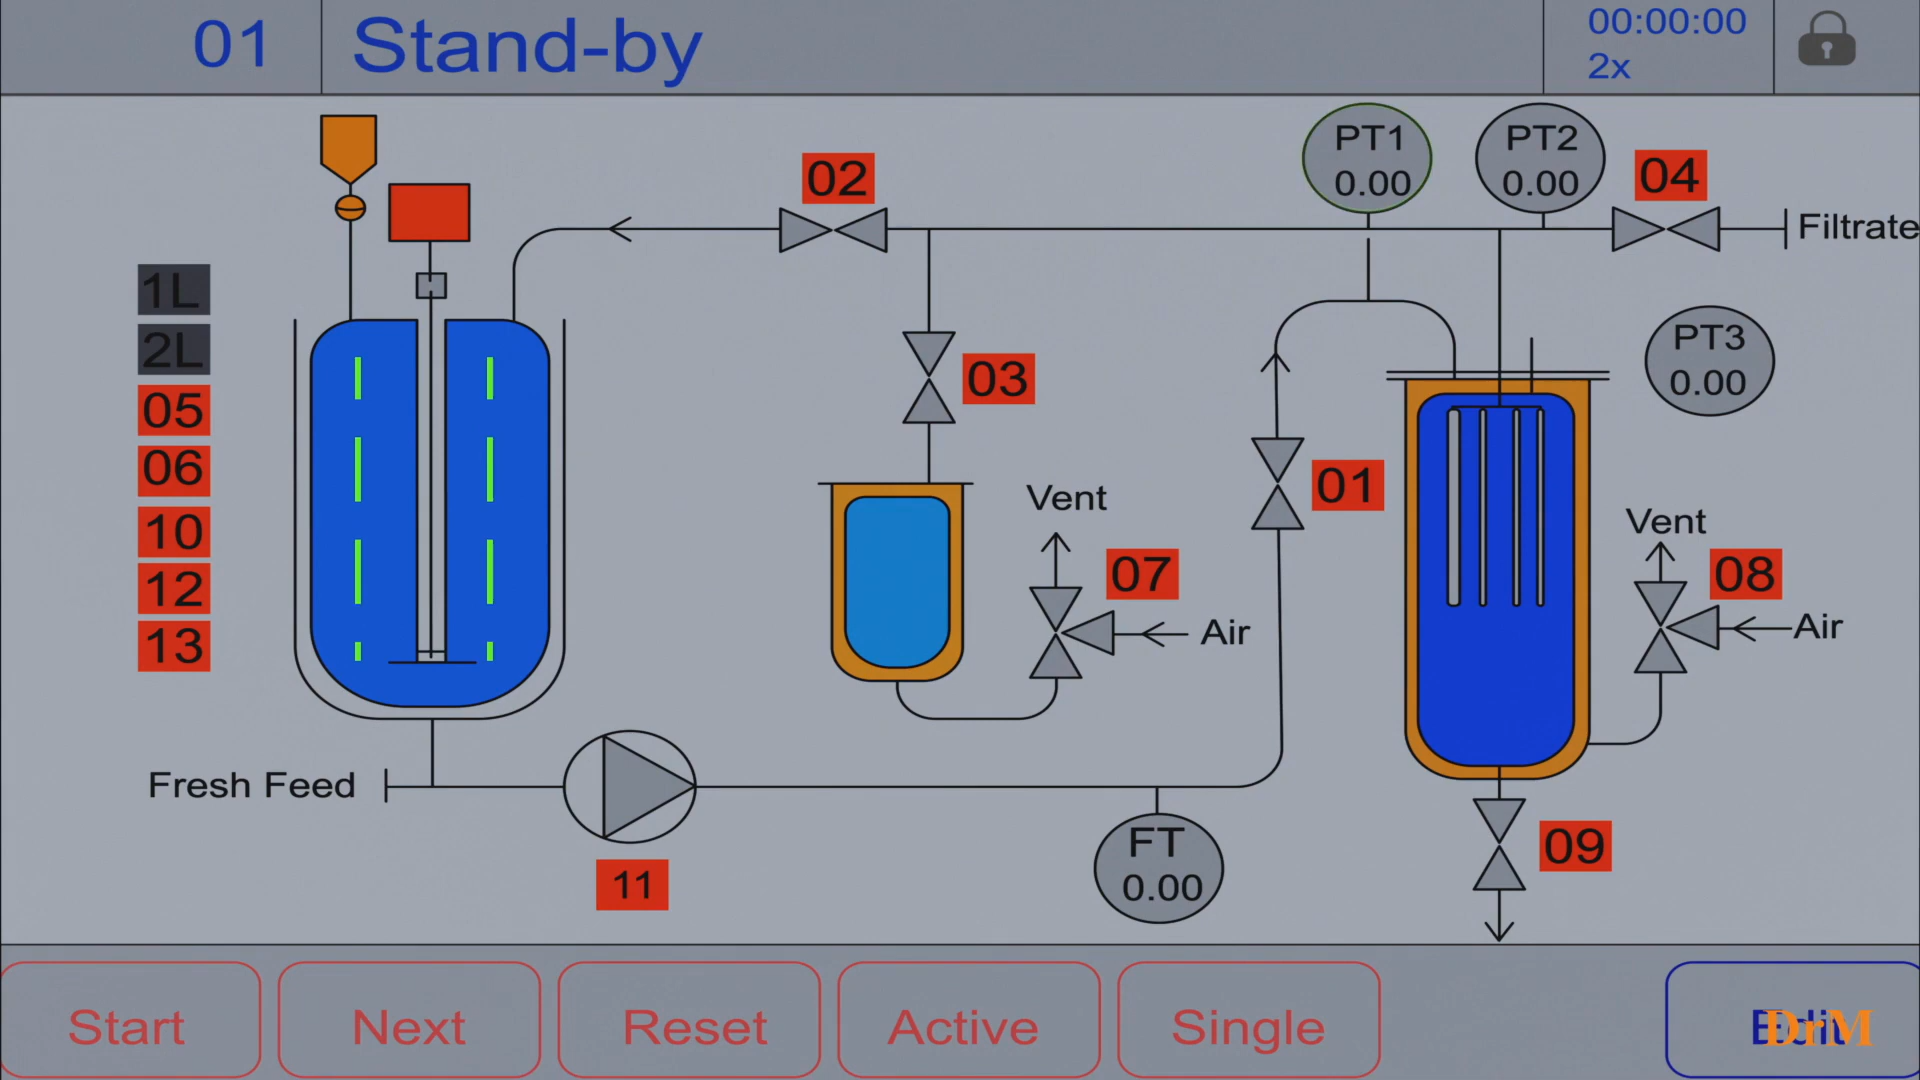 01
Stand-by
00:00:00
2x
PT1
0.00
PT2
0.00
02
04
Filtrate
1L
2L
05
06
10
12
13
03
PT3
0.00
01
Vent
07
Air
Vent
08
Air
Fresh Feed
11
FT
0.00
09
Start
Next
Reset
Active
Single
Edit
DrM